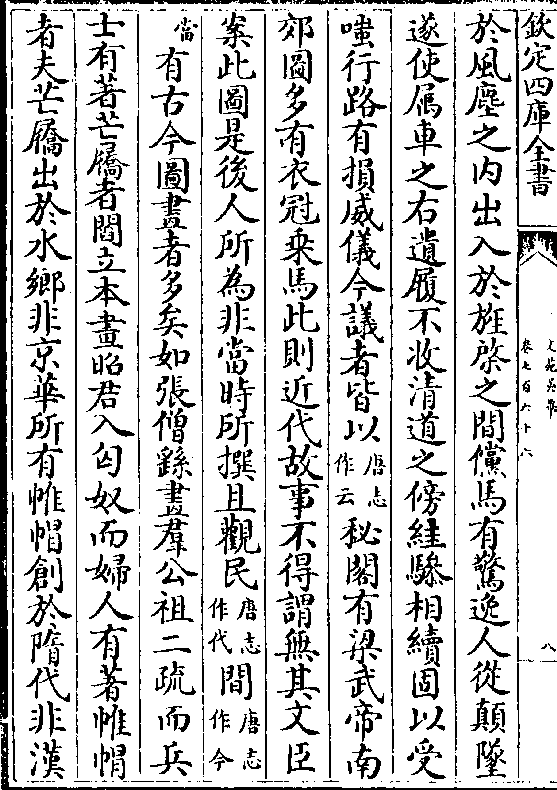 欽定四庫全書
文苑英華
卷七百六十六
八
於風塵之内出入於旌棨之間儻馬有驚逸人從顛墜
遂使屬車之右遺履不收清道之傍絓驂相續固以受
嗤行路有損威儀今議者皆以唐志作云秘閣有梁武帝南
郊圖多有衣冠乗馬此則近代故事不得謂無其文臣
案此圖是後人所為非當時所撰且觀民唐志作代間唐志作今
當有古今圖畫者多矣如張僧繇畫羣公祖二疏而兵
士有著芒屩者閻立本畫昭君入匈奴而婦人有著帷帽
者夫芒屩出於水鄉非京華所有帷帽創於隋代非漢